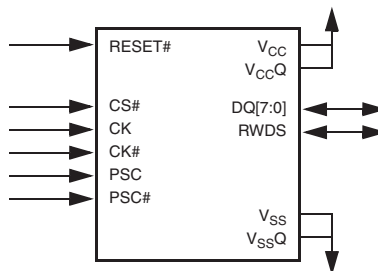 RESET#
VCC
VCCQ
CS#
DQ[7:0]
CK
RWDS
CK#
PSC
PSC#
VSS
VSSQ